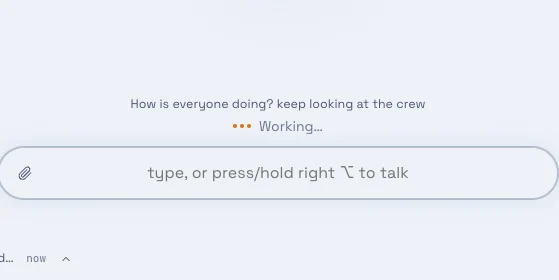 How is everyone doing? keep looking at the crew
Working...
type, or press/hold right ⌥ to talk
d... now